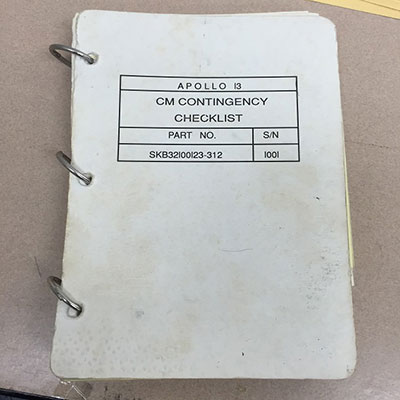 APOLLO 13
CM CONTINGENCY
CHECKLIST
PART NO. S/N
SKB32100123-312 1001